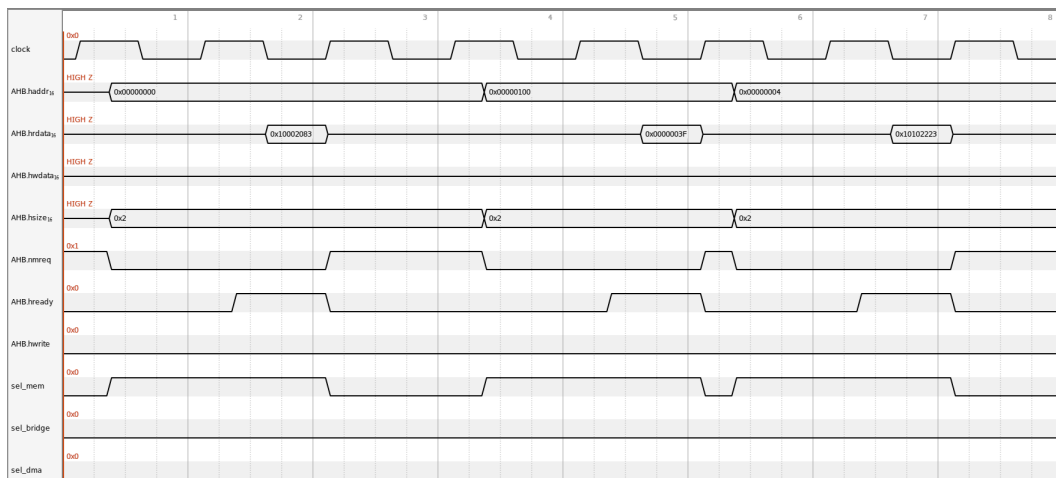 1 2 3 4 5 6 7 8
clock 0x0
AHB.haddr₁₆ HIGH Z 0x00000000 0x00000100 0x00000004
AHB.hrdata₁₆ HIGH Z 0x10002083 0x0000003F 0x10102223
AHB.hwdata₁₆ HIGH Z
AHB.hsize₁₆ HIGH Z 0x2 0x2 0x2
AHB.nmreq 0x1
AHB.hready 0x0
AHB.hwrite 0x0
sel_mem 0x0
sel_bridge 0x0
sel_dma 0x0